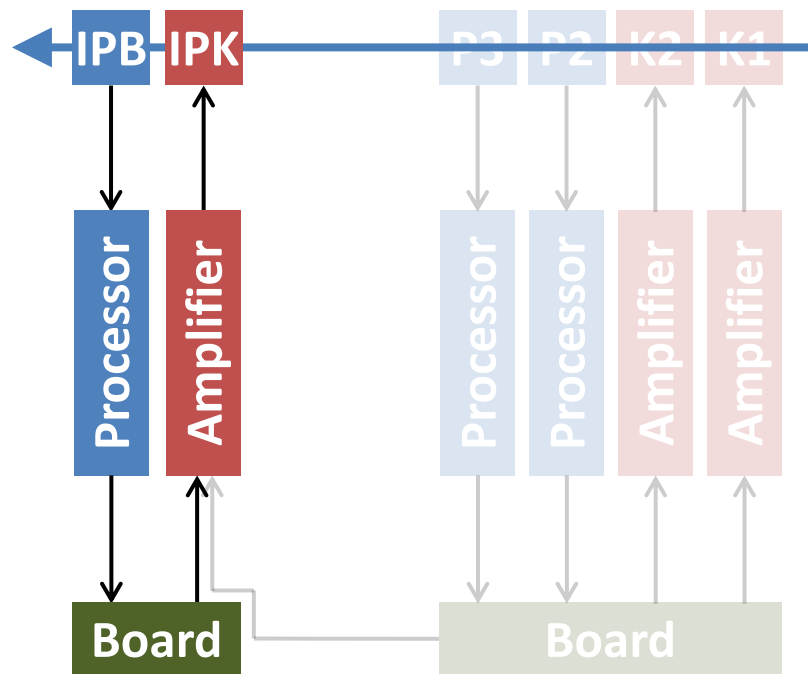 IPB IPK P3 P2 K2 K1
Processor Amplifier Processor Processor Amplifier Amplifier
Board Board